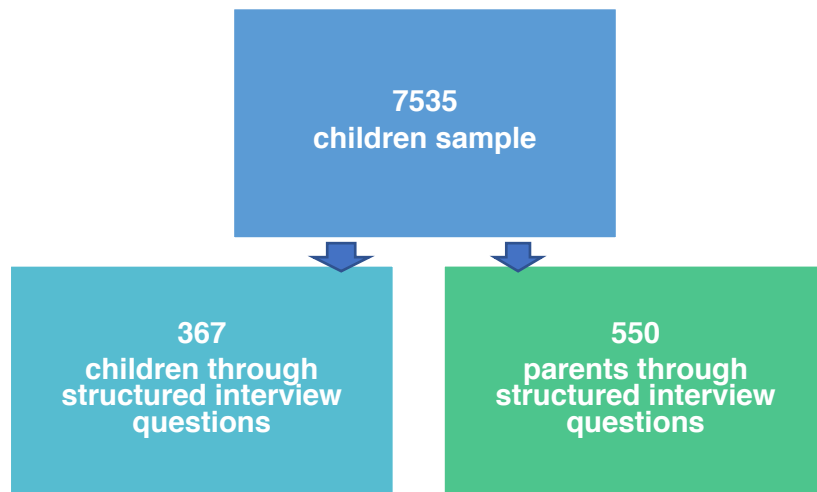 7535
children sample
367
children through
structured interview
questions
550
parents through
structured interview
questions